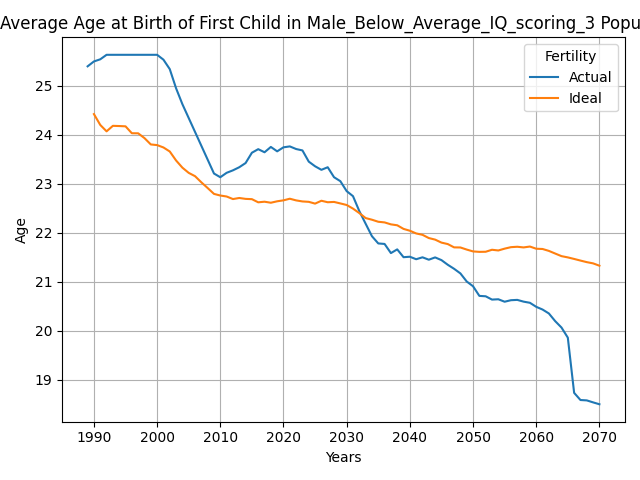 Average Age at Birth of First Child in Male_Below_Average_IQ_scoring_3 Popu
Fertility
Actual
Ideal
Age
25
24
23
22
21
20
19
1990 2000 2010 2020 2030 2040 2050 2060 2070
Years